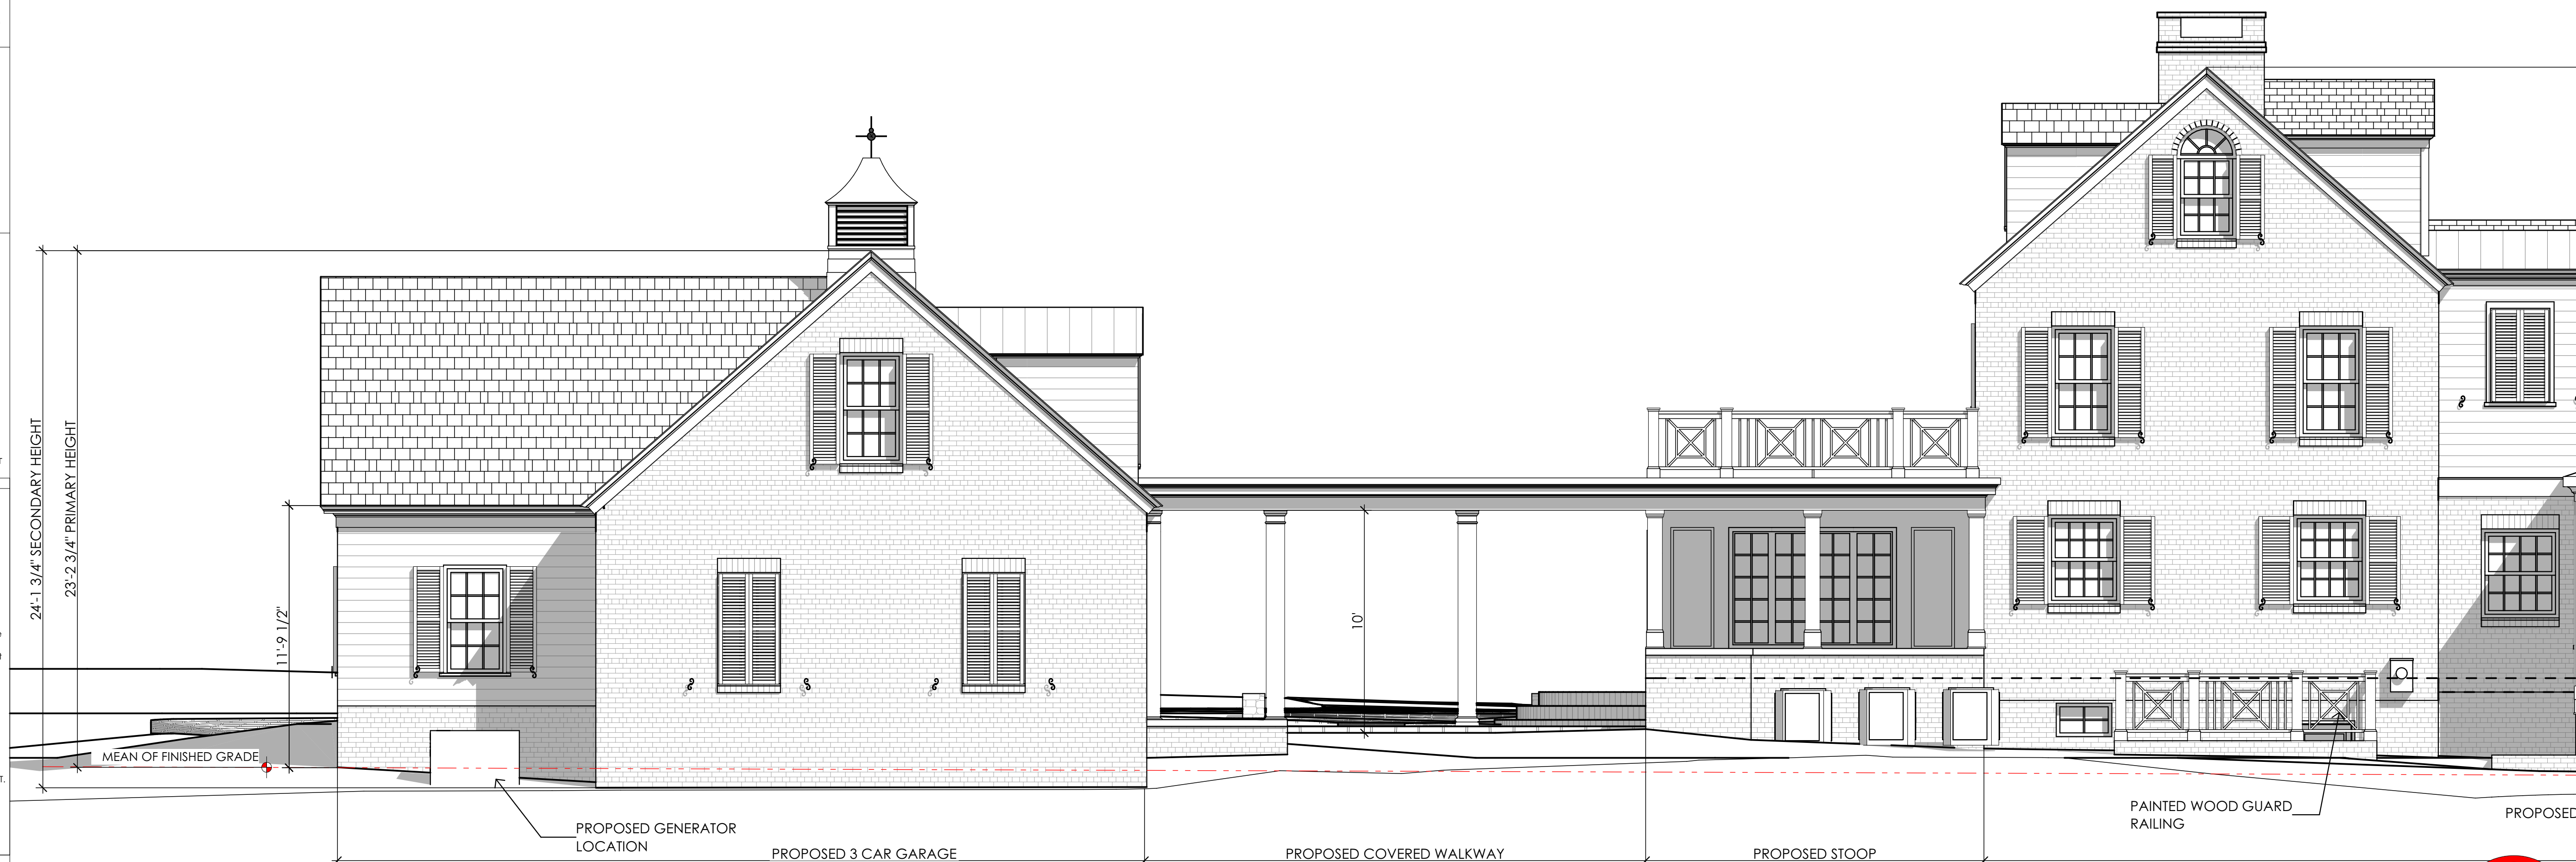 24'-1 3/4" SECONDARY HEIGHT
23'-2 3/4" PRIMARY HEIGHT
11'-9 1/2"
10'
MEAN OF FINISHED GRADE
PROPOSED GENERATOR
LOCATION
PAINTED WOOD GUARD
RAILING
PROPOSED
PROPOSED 3 CAR GARAGE
PROPOSED COVERED WALKWAY
PROPOSED STOOP